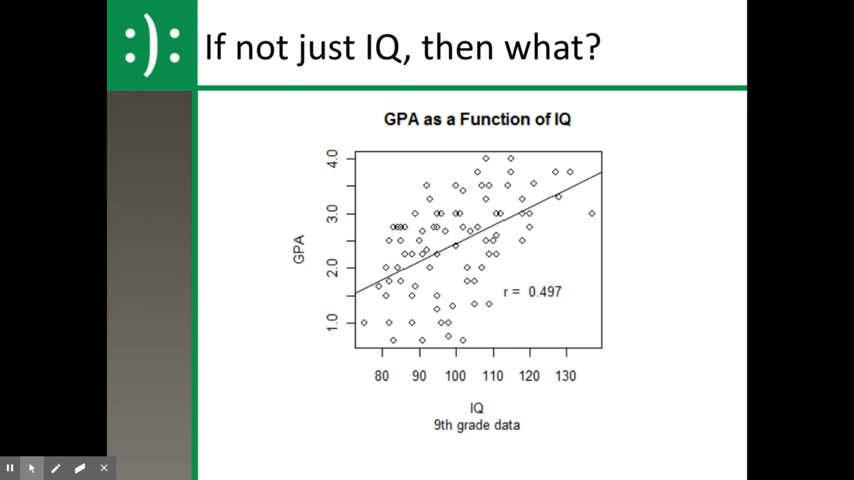 :):
If not just IQ, then what?
GPA as a Function of IQ
4.0
3.0
2.0
1.0
GPA
r = 0.497
80 90 100 110 120 130
IQ
9th grade data